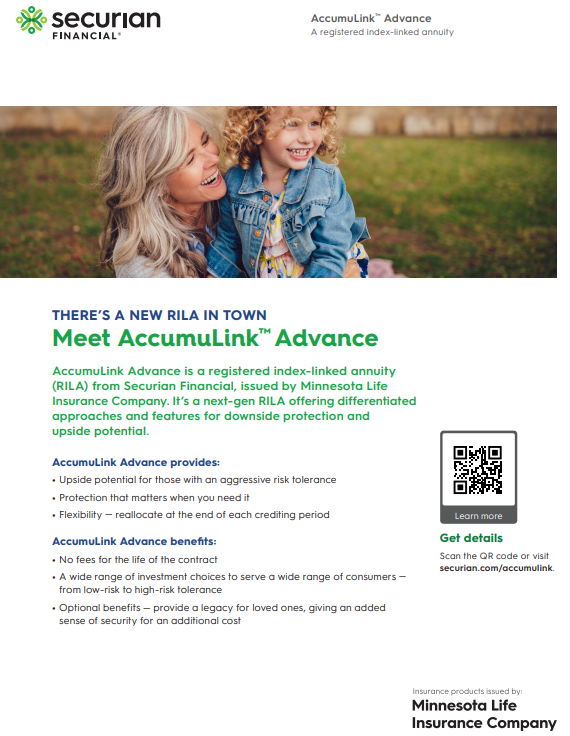 securian
FINANCIAL®
AccumuLink™ Advance
A registered index-linked annuity
THERE'S A NEW RILA IN TOWN
Meet AccumuLink™ Advance
AccumuLink Advance is a registered index-linked annuity
(RILA) from Securian Financial, issued by Minnesota Life
Insurance Company. It's a next-gen RILA offering differentiated
approaches and features for downside protection and
upside potential.
AccumuLink Advance provides:
• Upside potential for those with an aggressive risk tolerance
• Protection that matters when you need it
• Flexibility — reallocate at the end of each crediting period
AccumuLink Advance benefits:
• No fees for the life of the contract
• A wide range of investment choices to serve a wide range of consumers —
from low-risk to high-risk tolerance
• Optional benefits — provide a legacy for loved ones, giving an added
sense of security for an additional cost
Learn more
Get details
Scan the QR code or visit
securian.com/accumulink.
Insurance products issued by:
Minnesota Life
Insurance Company